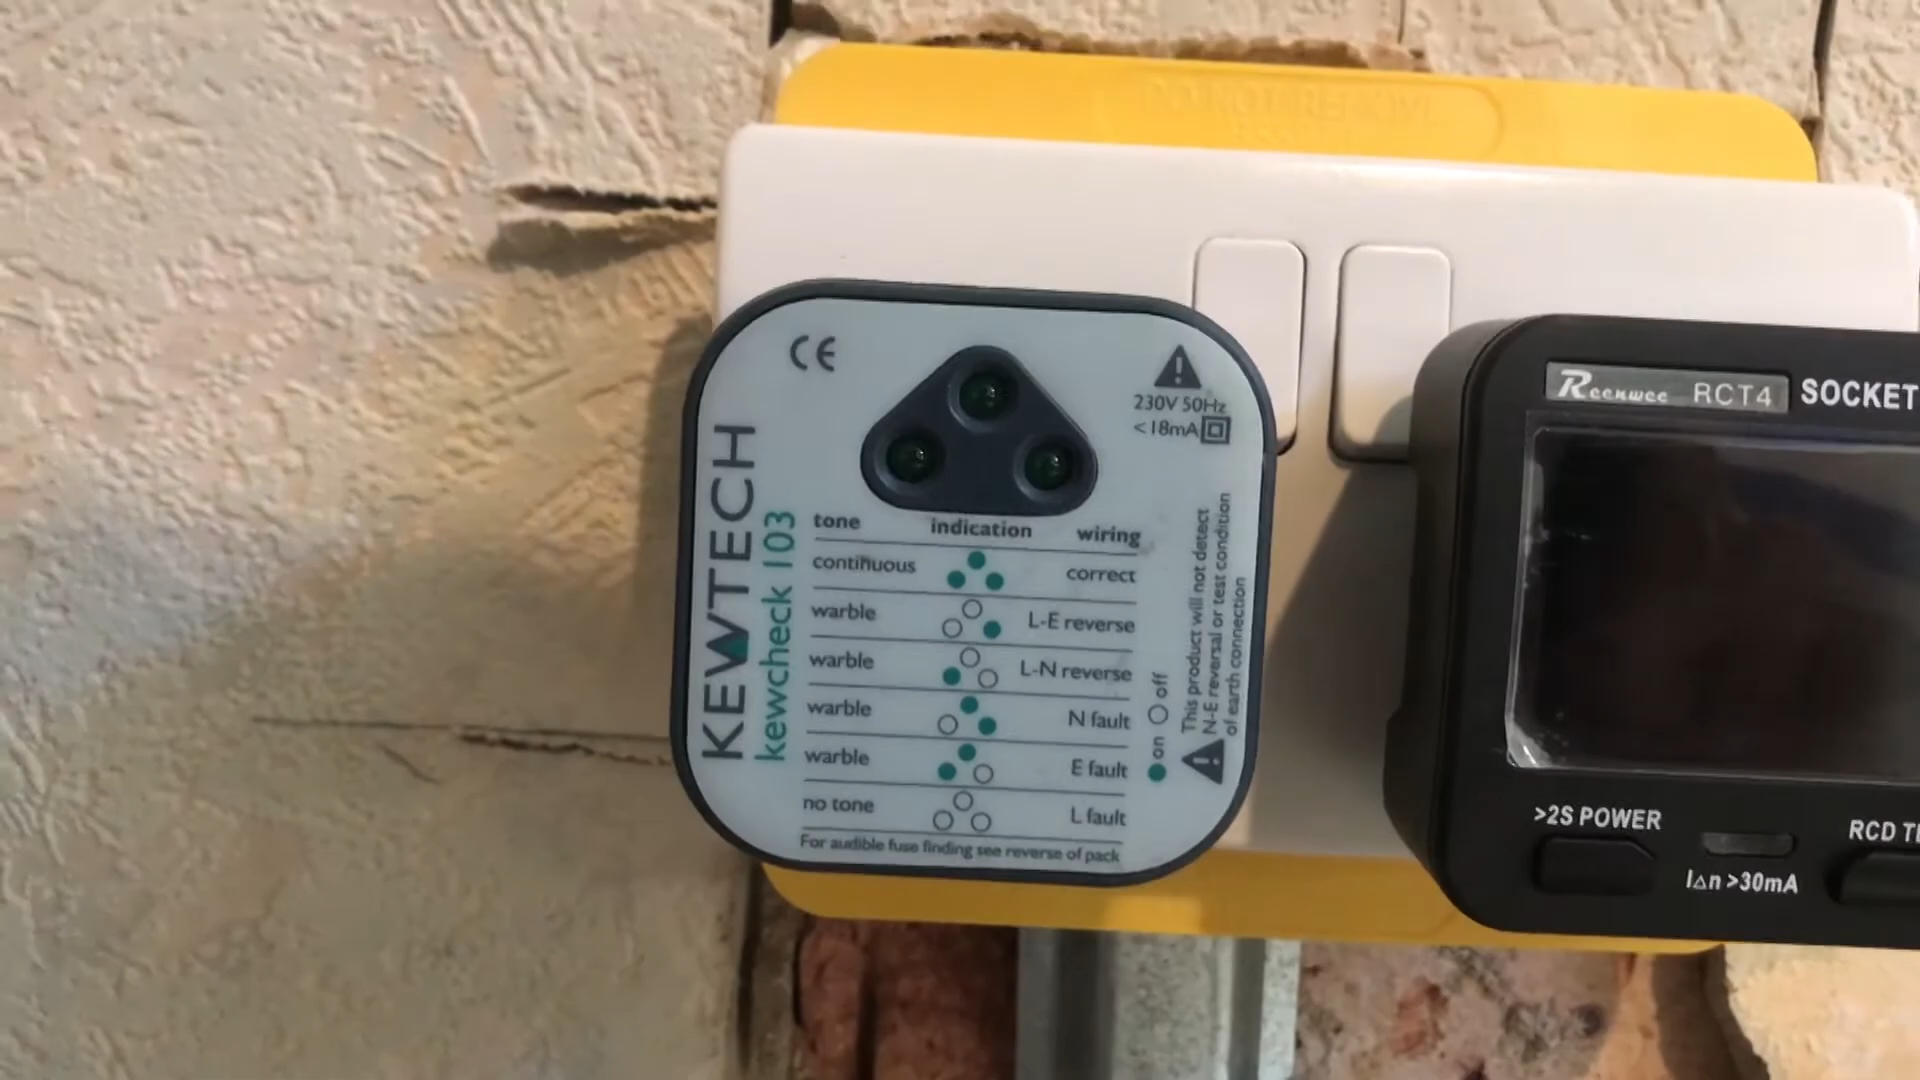 CE
230V 50Hz
<18mA
KEWTECH
kewcheck 103
tone indication wiring
continuous correct
warble L-E reverse
warble L-N reverse
warble N fault
warble E fault
no tone L fault
For audible fuse finding see reverse of pack
on off
This product will not detect
N-E reversal or test condition
of earth connection
Reenwee RCT4 SOCKET
>2S POWER
I△n >30mA
RCD